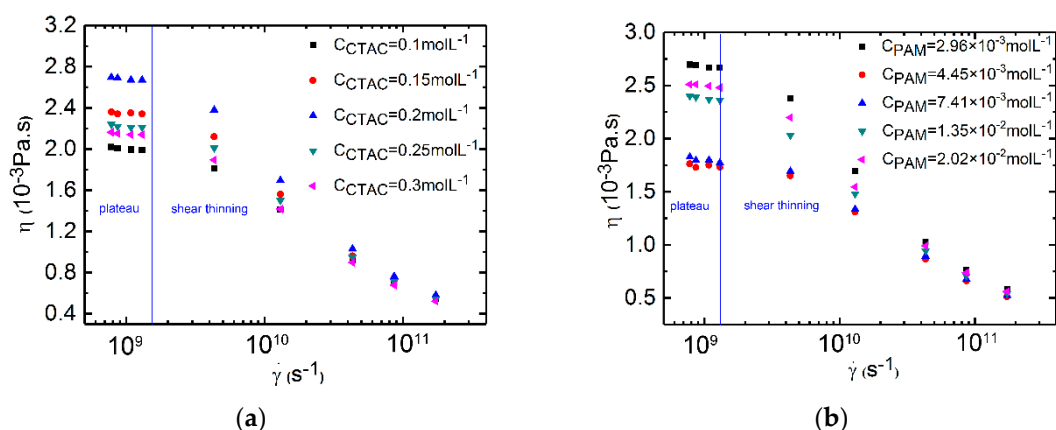 3.2
2.8
2.4
2.0
1.6
1.2
0.8
0.4
η (10⁻³Pa.s)
C_CTAC=0.1molL⁻¹
C_CTAC=0.15molL⁻¹
C_CTAC=0.2molL⁻¹
C_CTAC=0.25molL⁻¹
C_CTAC=0.3molL⁻¹
plateau
shear thinning
10⁹
10¹⁰
10¹¹
γ̇ (s⁻¹)
(a)
3.0
2.5
2.0
1.5
1.0
0.5
η (10⁻³Pa.s)
C_PAM=2.96×10⁻³molL⁻¹
C_PAM=4.45×10⁻³molL⁻¹
C_PAM=7.41×10⁻³molL⁻¹
C_PAM=1.35×10⁻²molL⁻¹
C_PAM=2.02×10⁻²molL⁻¹
plateau
shear thinning
10⁹
10¹⁰
10¹¹
γ̇ (s⁻¹)
(b)